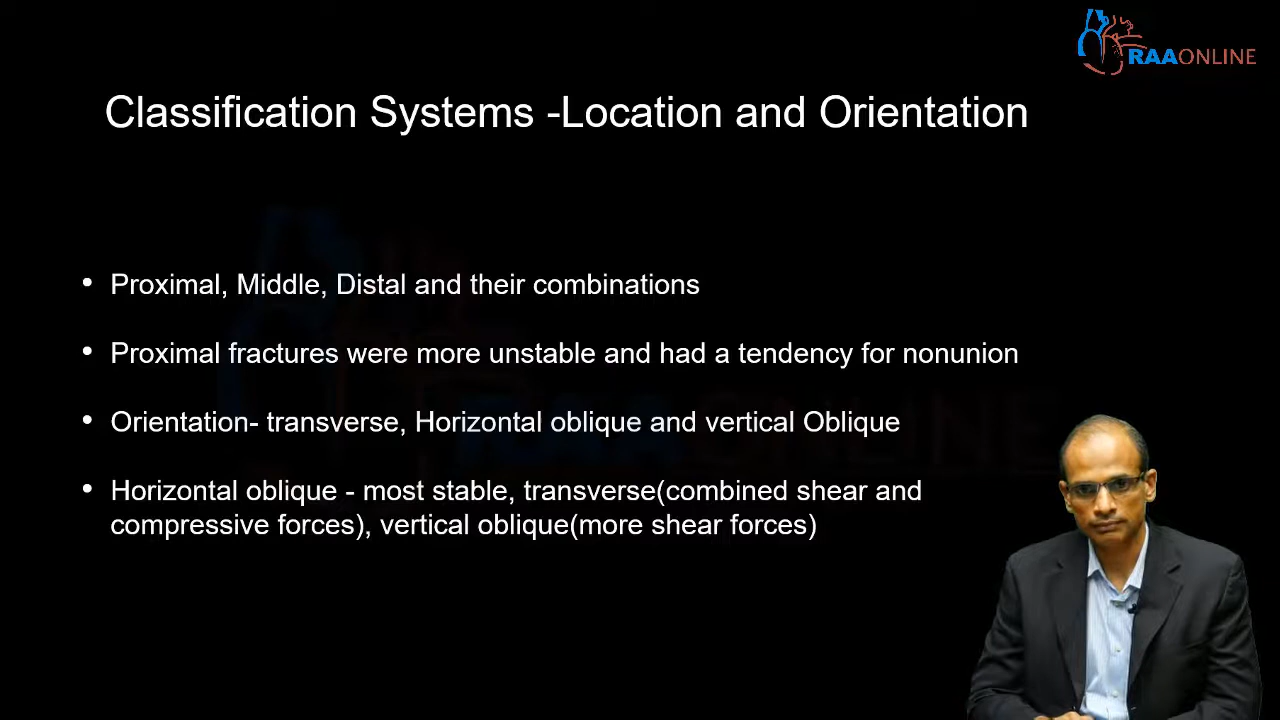 RAAONLINE
Classification Systems -Location and Orientation
• Proximal, Middle, Distal and their combinations
• Proximal fractures were more unstable and had a tendency for nonunion
• Orientation- transverse, Horizontal oblique and vertical Oblique
• Horizontal oblique - most stable, transverse(combined shear and
compressive forces), vertical oblique(more shear forces)